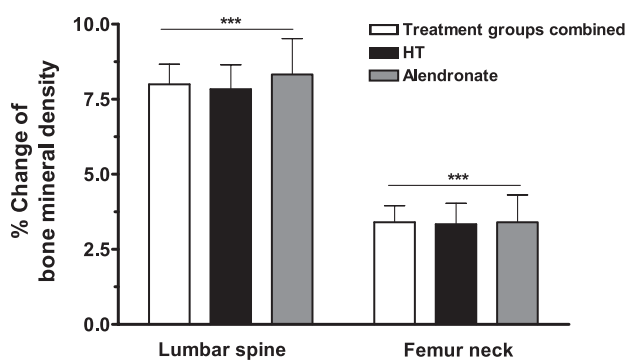 10.0
7.5
5.0
2.5
0.0
% Change of
bone mineral density
***
***
Treatment groups combined
HT
Alendronate
Lumbar spine
Femur neck